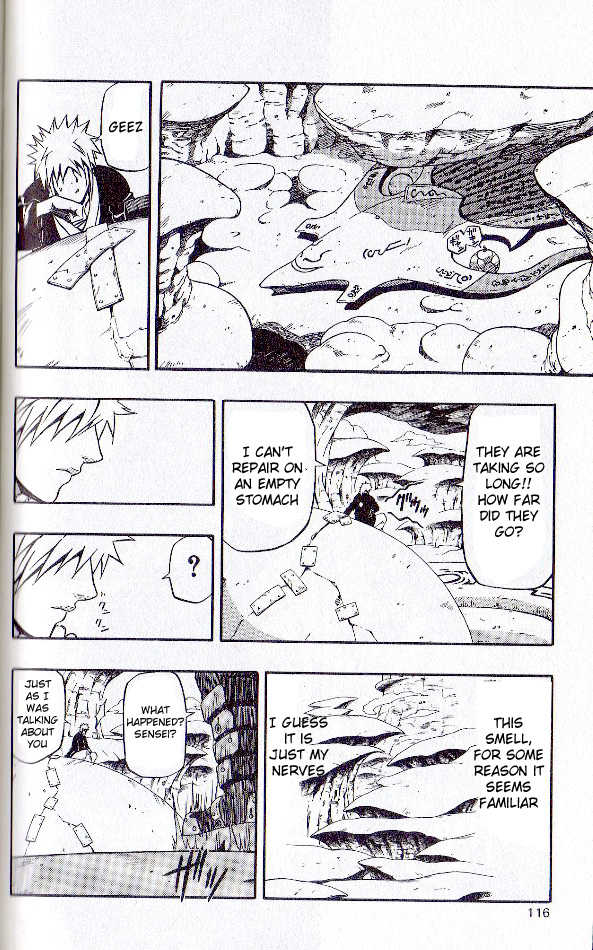 GEEZ
THEY ARE
TAKING SO
LONG!!
HOW FAR
DID THEY
GO?
I CAN'T
REPAIR ON
AN EMPTY
STOMACH
?
THIS
SMELL,
FOR SOME
REASON IT
SEEMS
FAMILIAR
I GUESS
IT IS
JUST MY
NERVES
WHAT
HAPPENED?
SENSEI?
JUST
AS I
WAS
TALKING
ABOUT
YOU
116